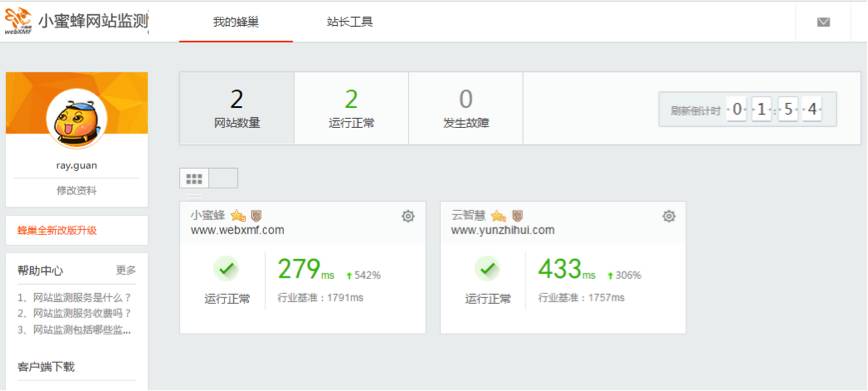 小蜜蜂
webXMF
小蜜蜂网站监测
我的蜂巢
站长工具
ray.guan
修改资料
蜂巢全新改版升级
帮助中心
更多
1、网站监测服务是什么？
2、网站监测服务收费吗？
3、网站监测包括哪些监...
客户端下载
2
网站数量
2
运行正常
0
发生故障
刷新倒计时
0 1 : 5 4
小蜜蜂
www.webxmf.com
运行正常
279ms
542%
行业基准：1791ms
云智慧
www.yunzhihui.com
运行正常
433ms
306%
行业基准：1757ms